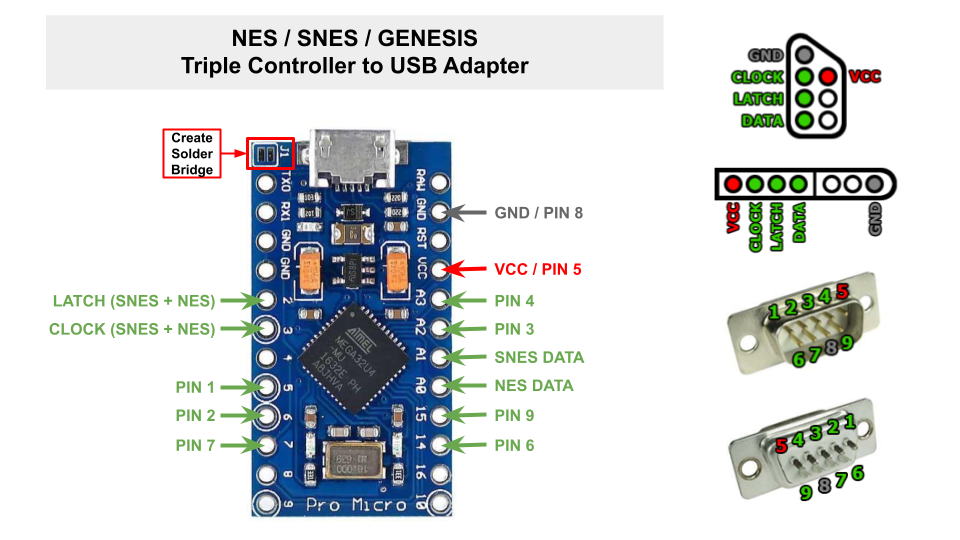 NES / SNES / GENESIS
Triple Controller to USB Adapter
Create
Solder
Bridge
J1
TXO
RX1
GND
GND
2
3
4
5
6
7
8
9
RAW
GND
RST
VCC
A3
A2
A1
A0
15
14
16
10
LATCH (SNES + NES)
CLOCK (SNES + NES)
PIN 1
PIN 2
PIN 7
GND / PIN 8
VCC / PIN 5
PIN 4
PIN 3
SNES DATA
NES DATA
PIN 9
PIN 6
ATMEL
MEGA32U4
-MU
1632E PH
A8JHVA
Pro Micro
GND
CLOCK
VCC
LATCH
DATA
VCC
CLOCK
LATCH
DATA
GND
1 2 3 4 5
6 7 8 9
5 4 3 2 1
9 8 7 6